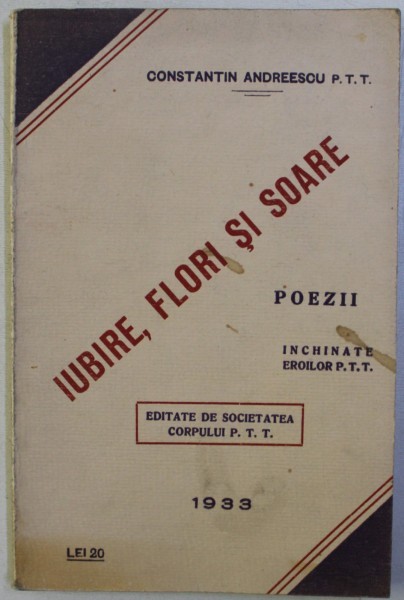 CONSTANTIN ANDREESCU P.T.T.
IUBIRE, FLORI ŞI SOARE
POEZII
INCHINATE
EROILOR P.T.T.
EDITATE DE SOCIETATEA
CORPULUI P. T. T.
1933
LEI 20